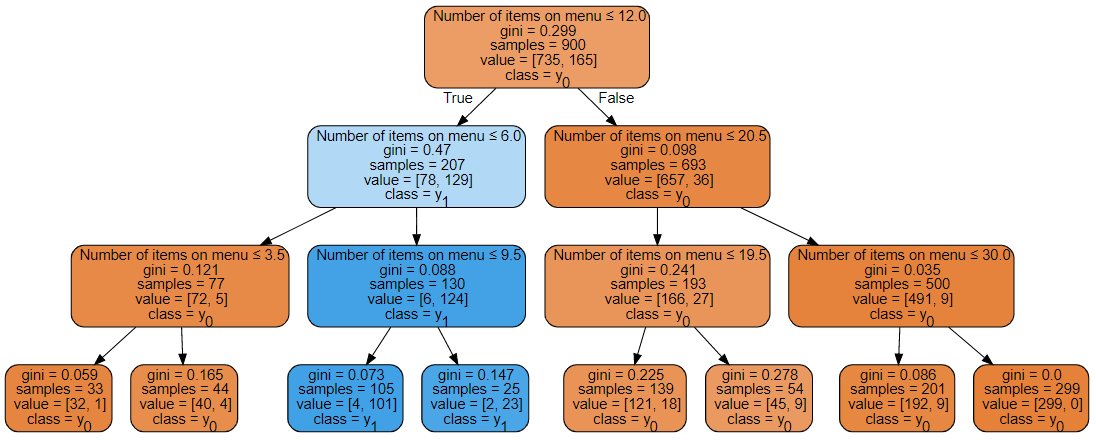 Number of items on menu ≤ 12.0
gini = 0.299
samples = 900
value = [735, 165]
class = y0
True
False
Number of items on menu ≤ 6.0
gini = 0.47
samples = 207
value = [78, 129]
class = y1
Number of items on menu ≤ 20.5
gini = 0.098
samples = 693
value = [657, 36]
class = y0
Number of items on menu ≤ 3.5
gini = 0.121
samples = 77
value = [72, 5]
class = y0
Number of items on menu ≤ 9.5
gini = 0.088
samples = 130
value = [6, 124]
class = y1
Number of items on menu ≤ 19.5
gini = 0.241
samples = 193
value = [166, 27]
class = y0
Number of items on menu ≤ 30.0
gini = 0.035
samples = 500
value = [491, 9]
class = y0
gini = 0.059
samples = 33
value = [32, 1]
class = y0
gini = 0.165
samples = 44
value = [40, 4]
class = y0
gini = 0.073
samples = 105
value = [4, 101]
class = y1
gini = 0.147
samples = 25
value = [2, 23]
class = y1
gini = 0.225
samples = 139
value = [121, 18]
class = y0
gini = 0.278
samples = 54
value = [45, 9]
class = y0
gini = 0.086
samples = 201
value = [192, 9]
class = y0
gini = 0.0
samples = 299
value = [299, 0]
class = y0